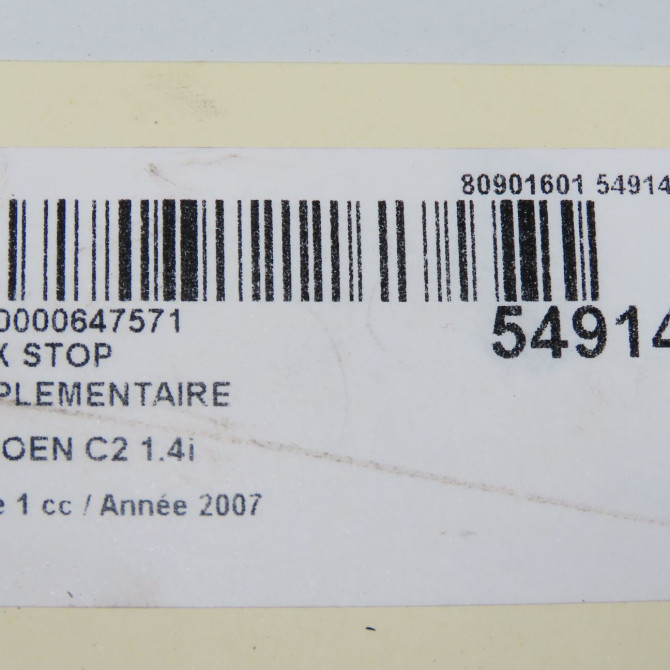 80901601 54914
0000647571
54914
X STOP
PLEMENTAIRE
OEN C2 1.4i
e 1 cc / Année 2007